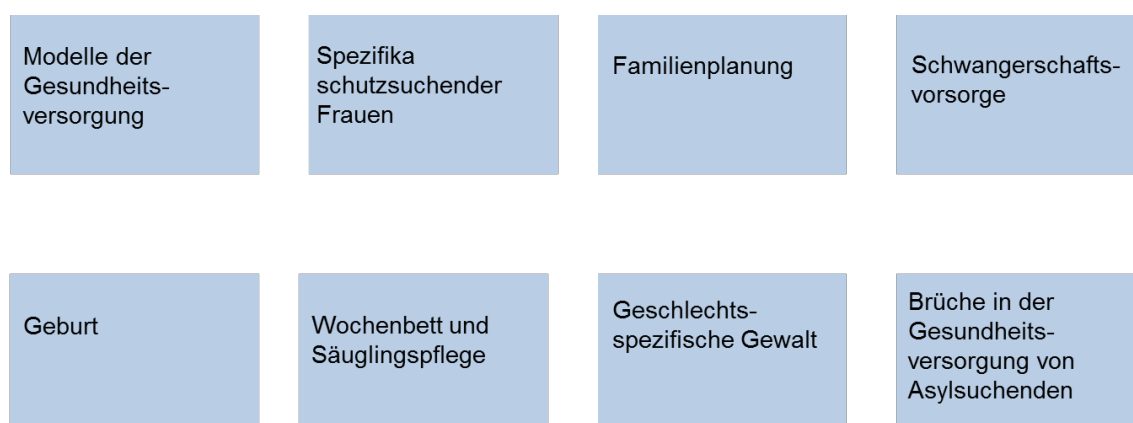 Modelle der
Gesundheits-
versorgung
Spezifika
schutzsuchender
Frauen
Familienplanung
Schwangerschafts-
vorsorge
Geburt
Wochenbett und
Säuglingspflege
Geschlechts-
spezifische Gewalt
Brüche in der
Gesundheits-
versorgung von
Asylsuchenden